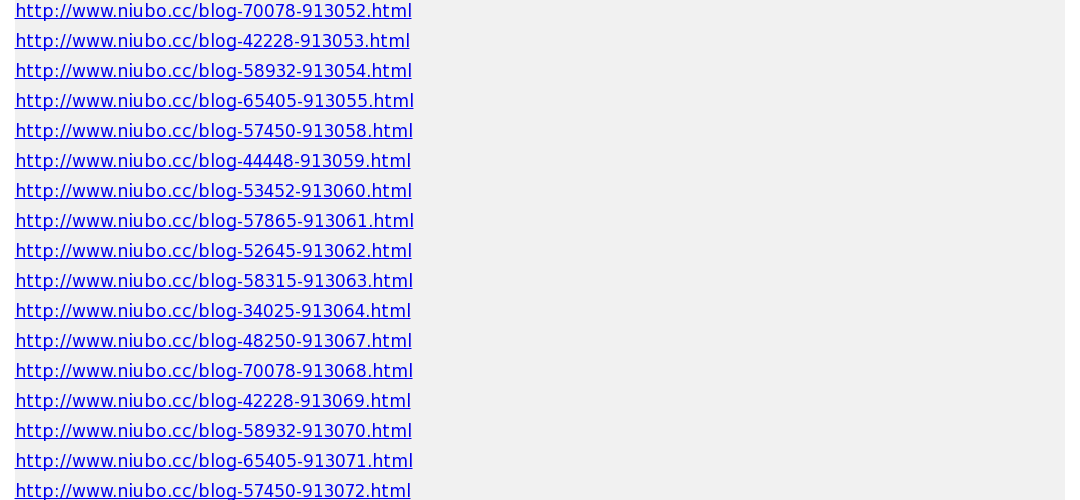 http://www.niubo.cc/blog-70078-913052.html
http://www.niubo.cc/blog-42228-913053.html
http://www.niubo.cc/blog-58932-913054.html
http://www.niubo.cc/blog-65405-913055.html
http://www.niubo.cc/blog-57450-913058.html
http://www.niubo.cc/blog-44448-913059.html
http://www.niubo.cc/blog-53452-913060.html
http://www.niubo.cc/blog-57865-913061.html
http://www.niubo.cc/blog-52645-913062.html
http://www.niubo.cc/blog-58315-913063.html
http://www.niubo.cc/blog-34025-913064.html
http://www.niubo.cc/blog-48250-913067.html
http://www.niubo.cc/blog-70078-913068.html
http://www.niubo.cc/blog-42228-913069.html
http://www.niubo.cc/blog-58932-913070.html
http://www.niubo.cc/blog-65405-913071.html
http://www.niubo.cc/blog-57450-913072.html